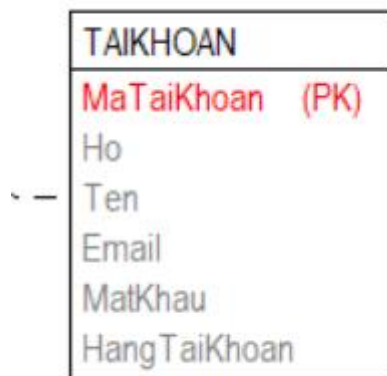 TAIKHOAN
MaTaiKhoan (PK)
Ho
Ten
Email
MatKhau
HangTaiKhoan